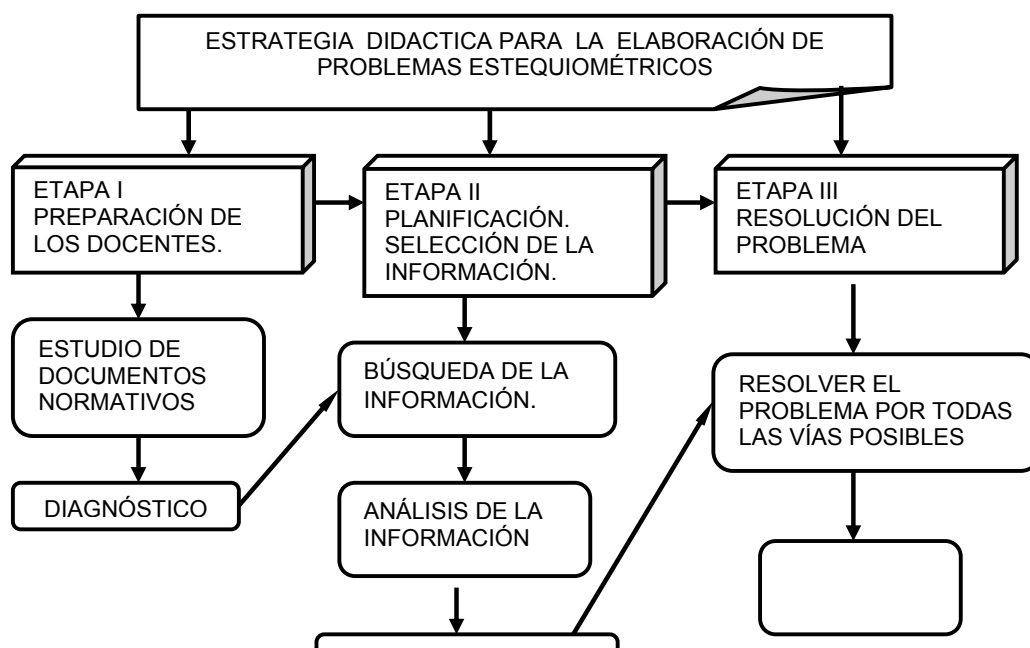 ESTRATEGIA DIDACTICA PARA LA ELABORACIÓN DE
PROBLEMAS ESTEQUIOMÉTRICOS
ETAPA I
PREPARACIÓN DE
LOS DOCENTES.
ETAPA II
PLANIFICACIÓN.
SELECCIÓN DE LA
INFORMACIÓN.
ETAPA III
RESOLUCIÓN DEL
PROBLEMA
ESTUDIO DE
DOCUMENTOS
NORMATIVOS
BÚSQUEDA DE LA
INFORMACIÓN.
RESOLVER EL
PROBLEMA POR TODAS
LAS VÍAS POSIBLES
DIAGNÓSTICO
ANÁLISIS DE LA
INFORMACIÓN